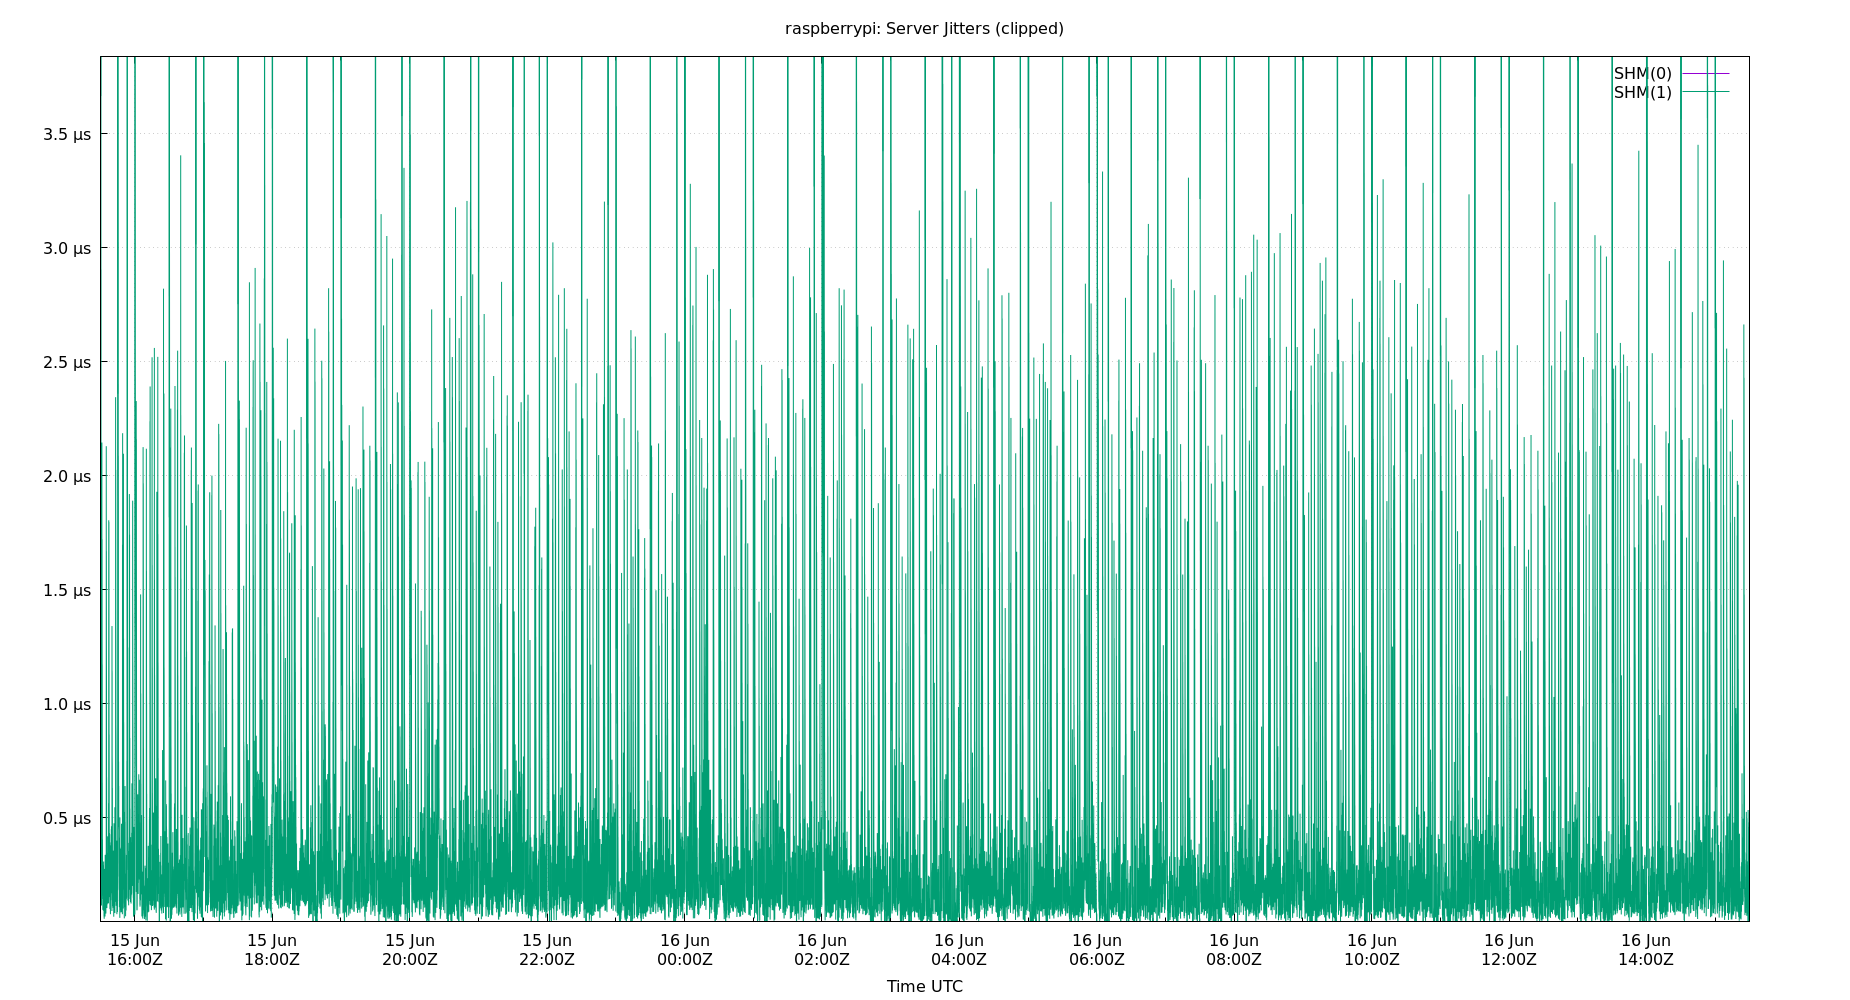 raspberrypi: Server Jitters (clipped)
SHM(0)
SHM(1)
3.5 µs
3.0 µs
2.5 µs
2.0 µs
1.5 µs
1.0 µs
0.5 µs
15 Jun 15 Jun 15 Jun 15 Jun 16 Jun 16 Jun 16 Jun 16 Jun 16 Jun 16 Jun 16 Jun 16 Jun
16:00Z 18:00Z 20:00Z 22:00Z 00:00Z 02:00Z 04:00Z 06:00Z 08:00Z 10:00Z 12:00Z 14:00Z
Time UTC